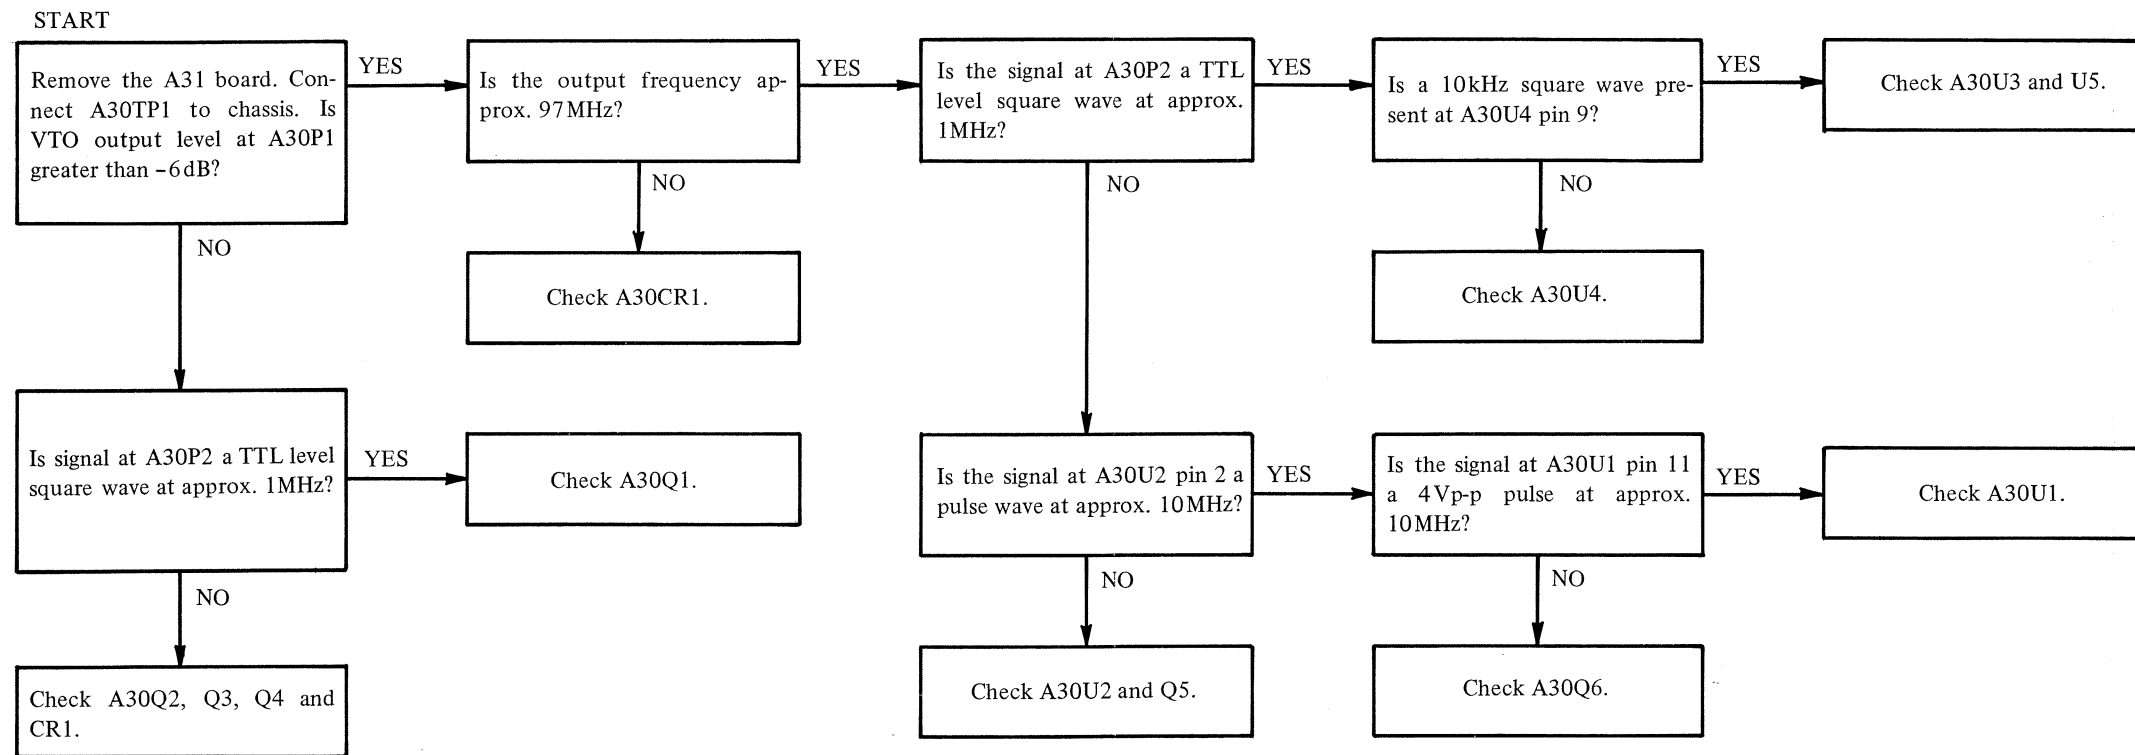 START
Remove the A31 board. Con-
nect A30TP1 to chassis. Is
VTO output level at A30P1
greater than -6dB?
YES
Is the output frequency ap-
prox. 97MHz?
YES
Is the signal at A30P2 a TTL
level square wave at approx.
1MHz?
YES
Is a 10kHz square wave pre-
sent at A30U4 pin 9?
YES
Check A30U3 and U5.
NO
NO
NO
NO
Check A30CR1.
Check A30U4.
Is signal at A30P2 a TTL level
square wave at approx. 1MHz?
YES
Check A30Q1.
Is the signal at A30U2 pin 2 a
pulse wave at approx. 10MHz?
YES
Is the signal at A30U1 pin 11
a 4Vp-p pulse at approx.
10MHz?
YES
Check A30U1.
NO
NO
NO
Check A30Q2, Q3, Q4 and
CR1.
Check A30U2 and Q5.
Check A30Q6.